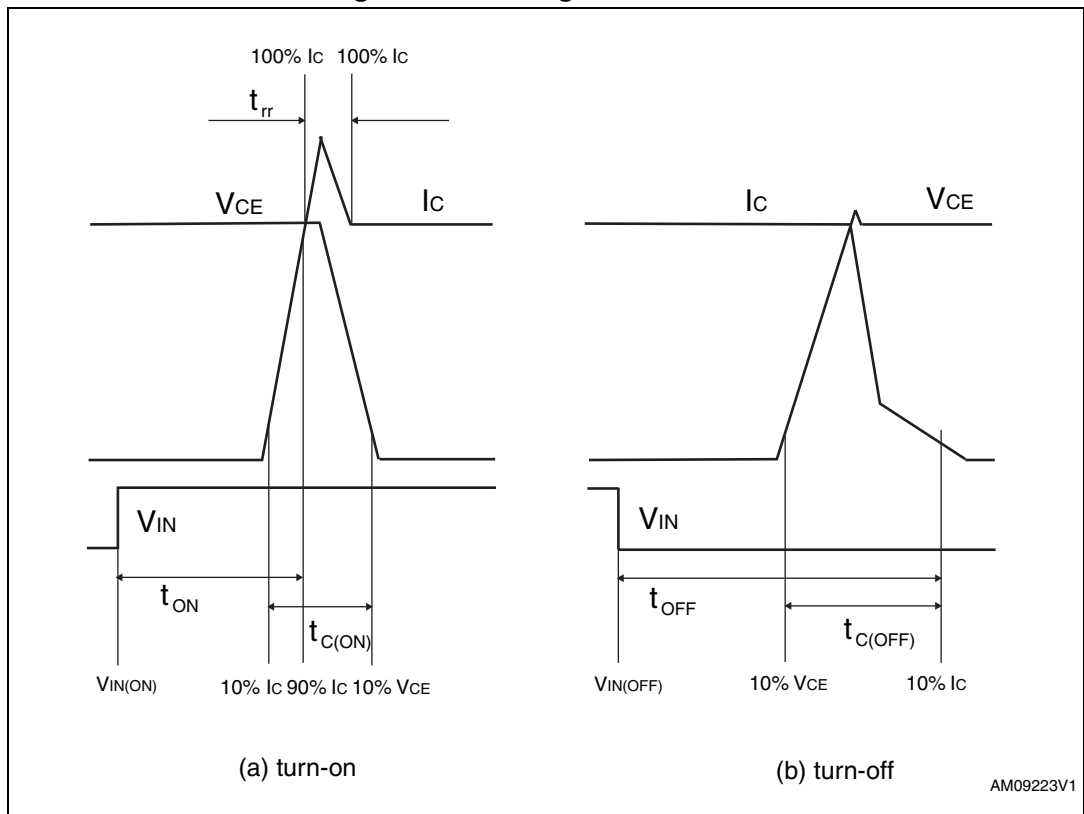 100% IC 100% IC
trr
VCE IC
VIN
tON
tC(ON)
VIN(ON) 10% IC 90% IC 10% VCE
(a) turn-on
IC VCE
VIN
tOFF
tC(OFF)
VIN(OFF) 10% VCE 10% IC
(b) turn-off
AM09223V1